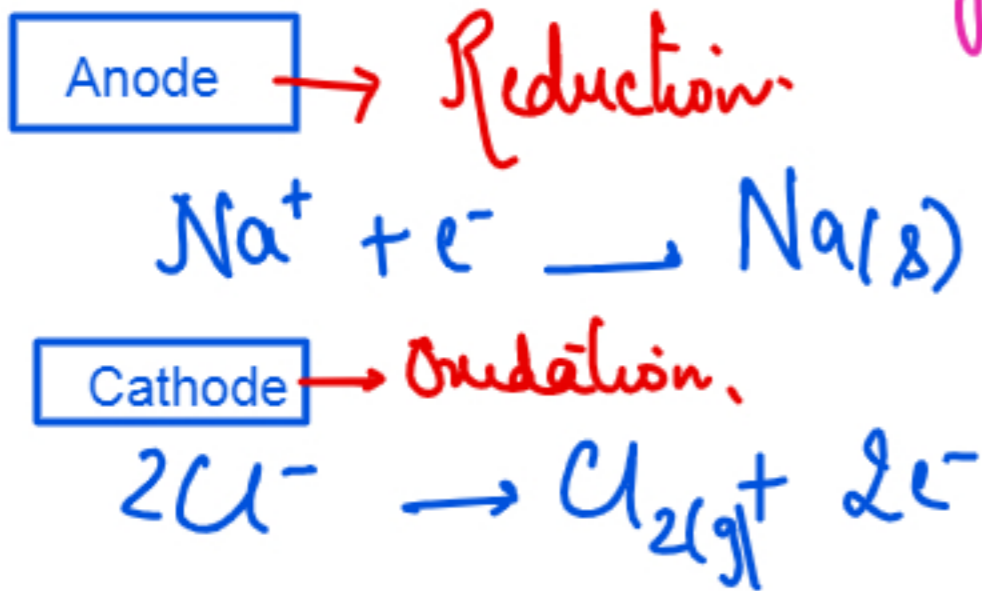 Anode → Reduction.
Na⁺ + e⁻ → Na(s)
Cathode → Oxidation.
2Cl⁻ → Cl₂(g) + 2e⁻